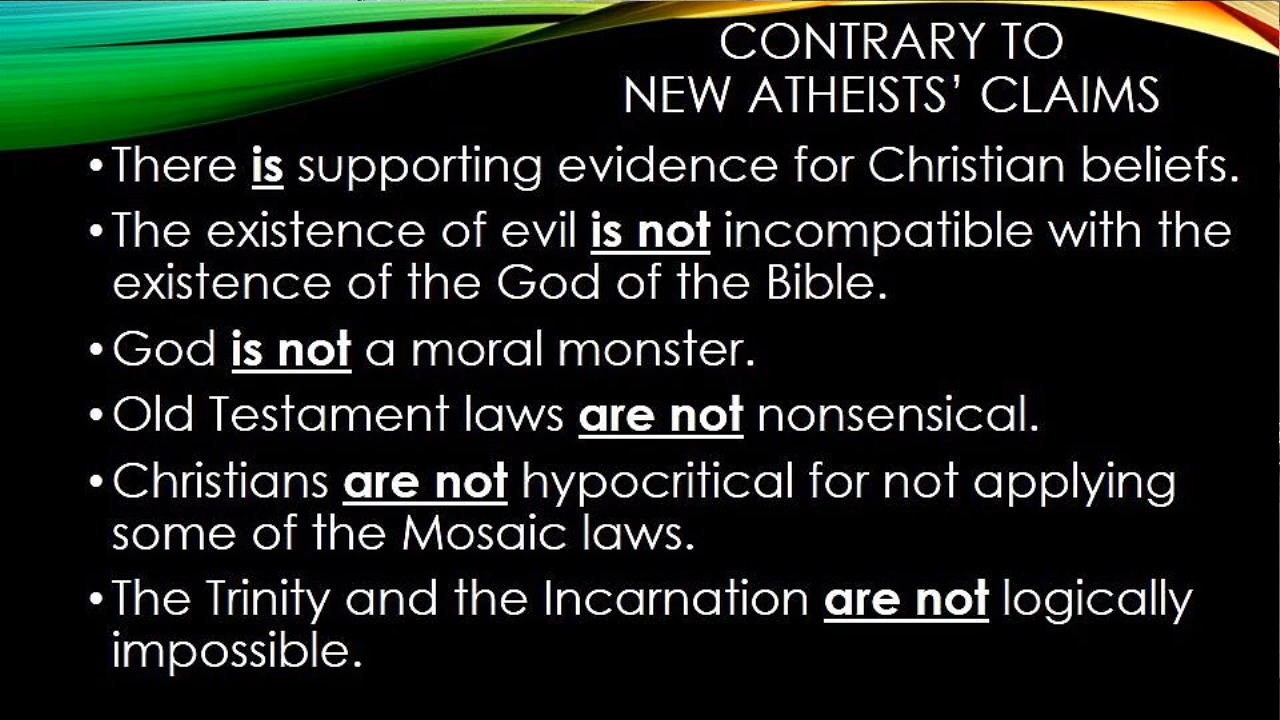 CONTRARY TO
NEW ATHEISTS’ CLAIMS
•There is supporting evidence for Christian beliefs.
•The existence of evil is not incompatible with the
existence of the God of the Bible.
•God is not a moral monster.
•Old Testament laws are not nonsensical.
•Christians are not hypocritical for not applying
some of the Mosaic laws.
•The Trinity and the Incarnation are not logically
impossible.